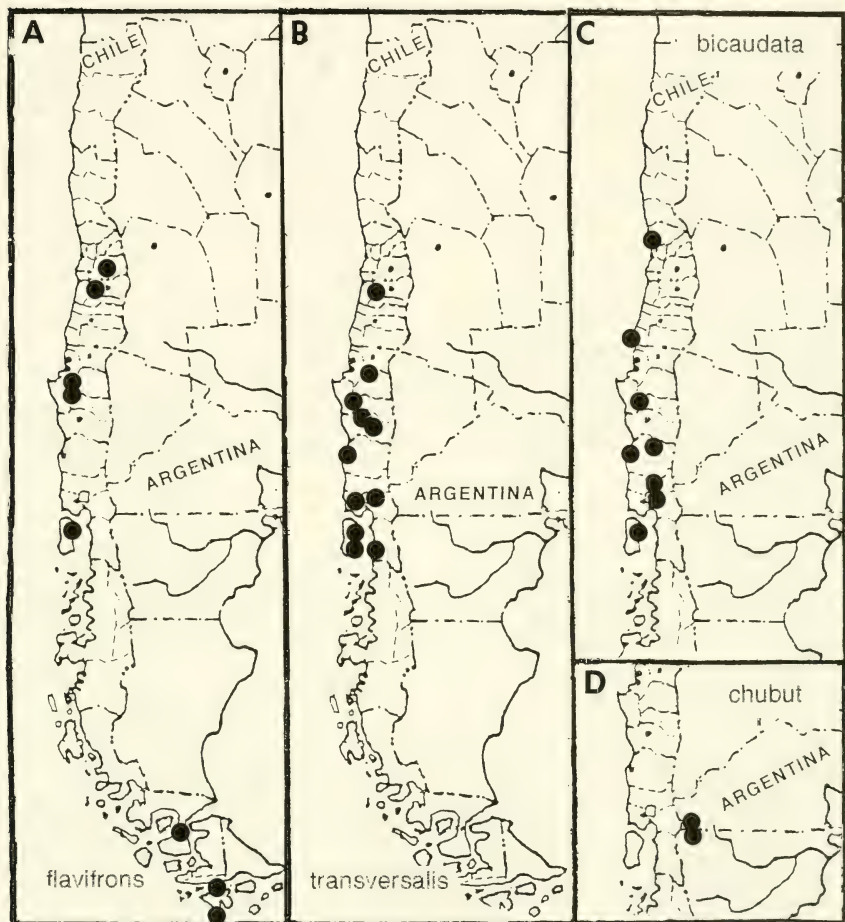 A
CHILE
ARGENTINA
flavifrons
B
CHILE
ARGENTINA
transversalis
C
bicaudata
CHILE
ARGENTINA
D
chubut
ARGENTINA